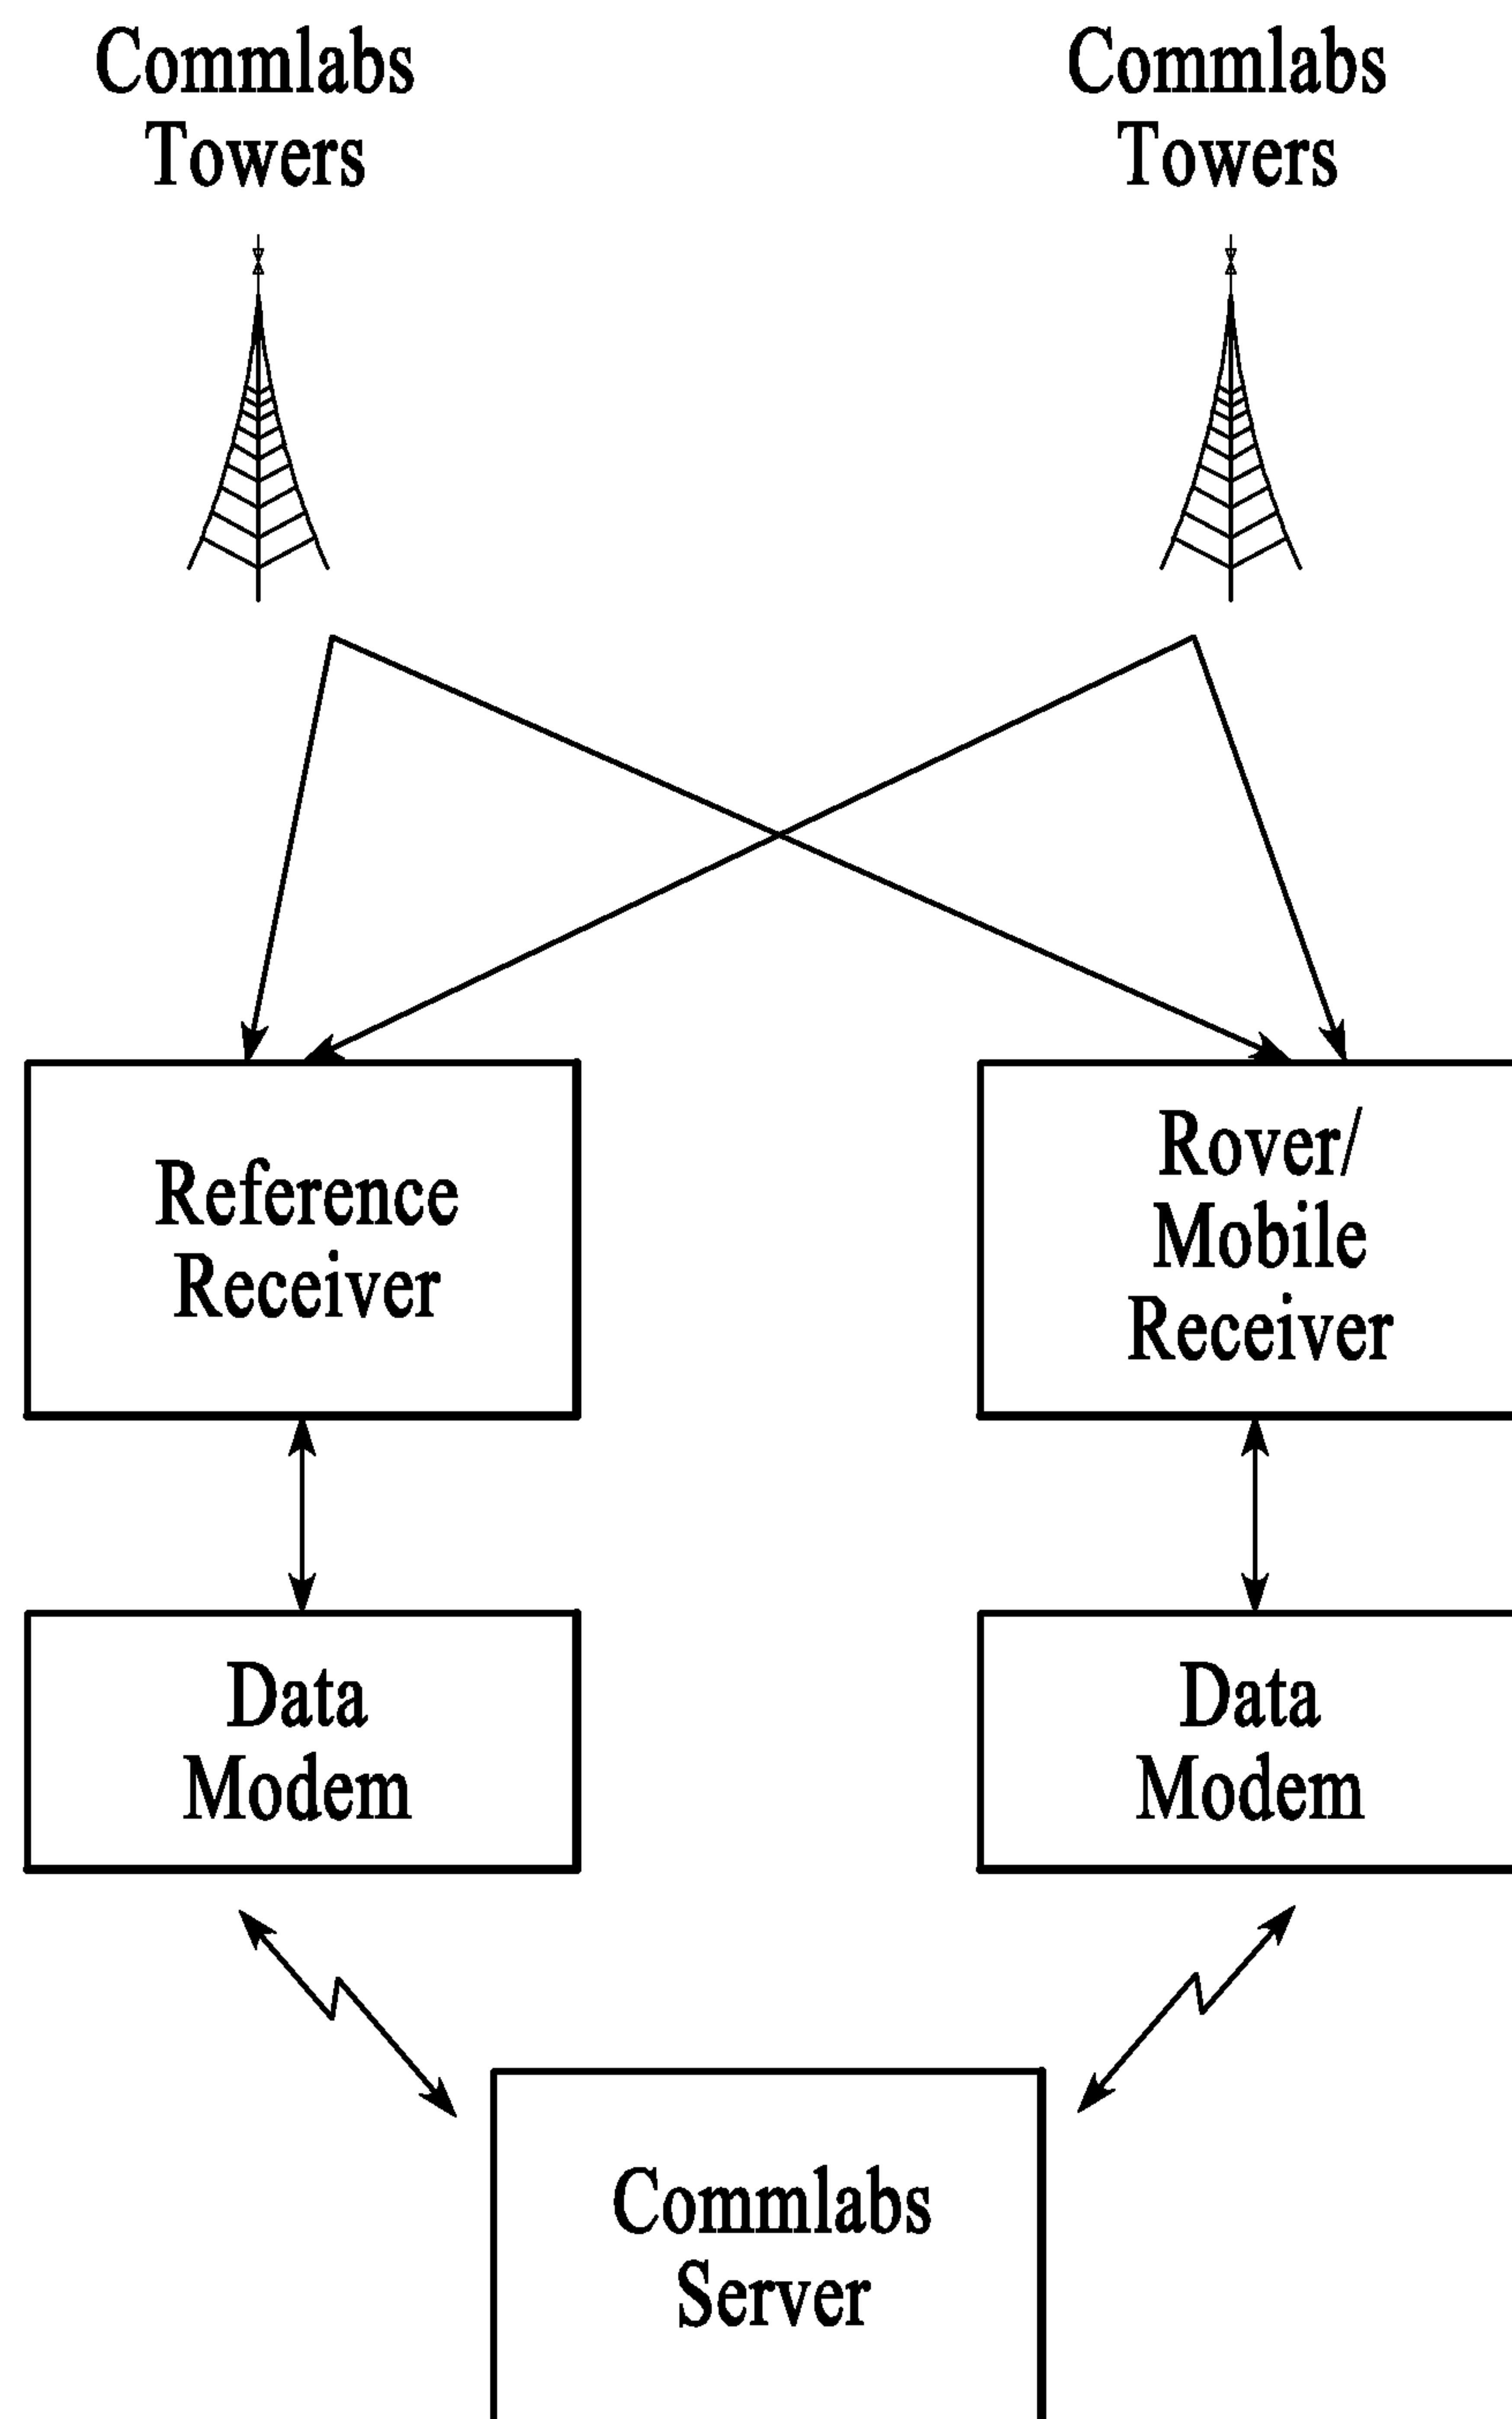 Commlabs
Towers
Commlabs
Towers
Reference
Receiver
Rover/
Mobile
Receiver
Data
Modem
Data
Modem
Commlabs
Server